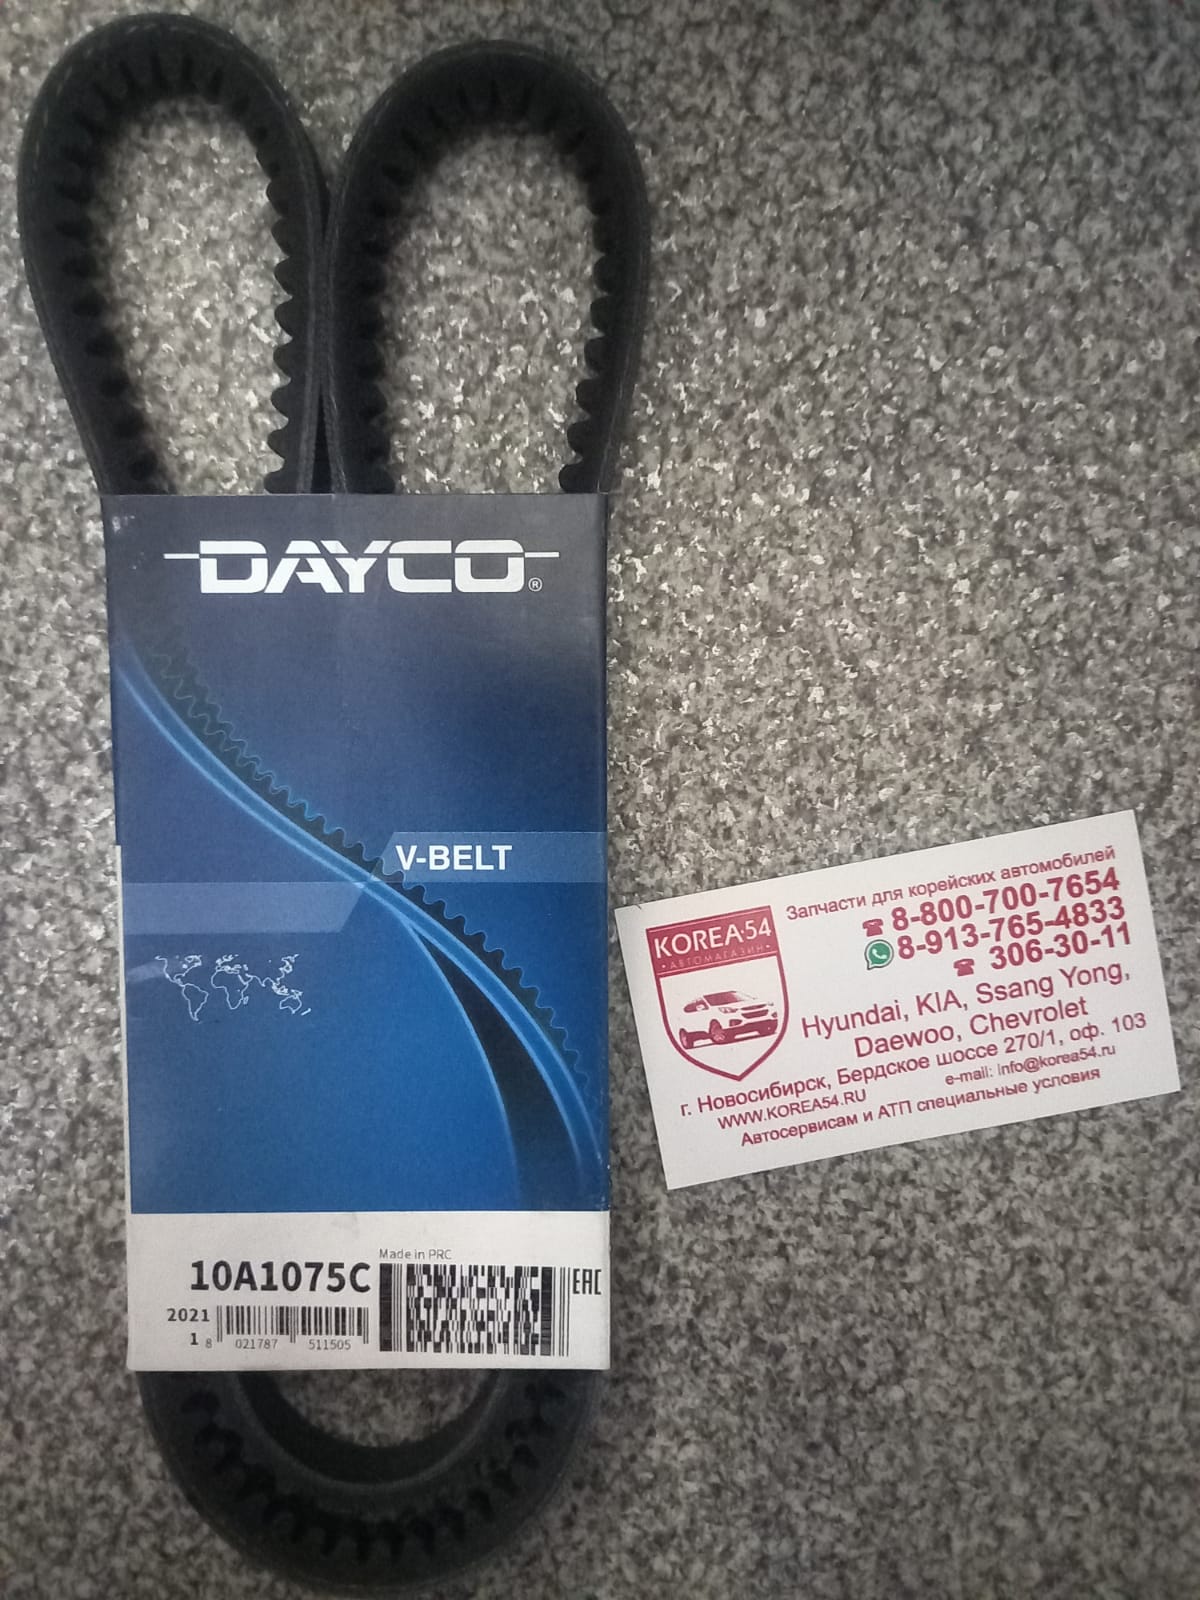 DAYCO®
V-BELT
Made in PRC
10A1075C
EAC
2021
1
8 021787 511505
KOREA54
АВТОМАГАЗИН
Запчасти для корейских автомобилей
8-800-700-7654
8-913-765-4833
306-30-11
Hyundai, KIA, Ssang Yong,
Daewoo, Chevrolet
г. Новосибирск, Бердское шоссе 270/1, оф. 103
WWW.KOREA54.RU e-mail: info@korea54.ru
Автосервисам и АТП специальные условия